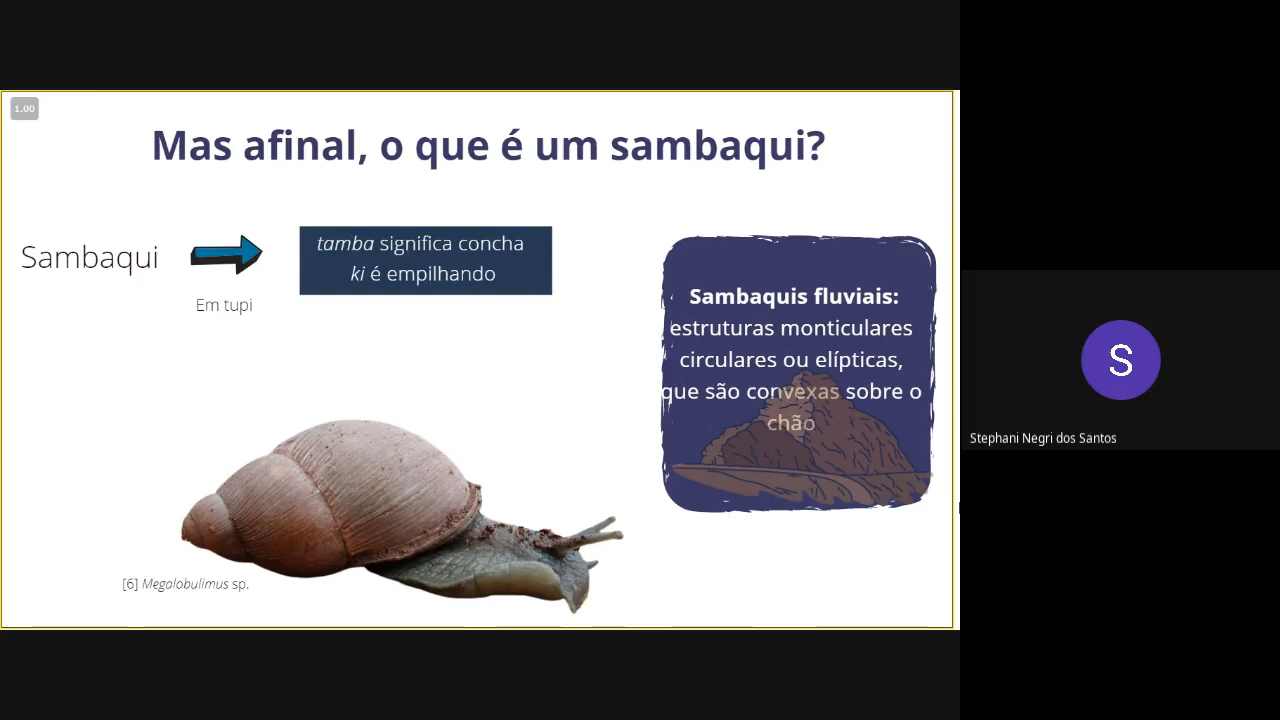 1.00
Mas afinal, o que é um sambaqui?
Sambaqui
Em tupi
tamba significa concha
ki é empilhando
Sambaquis fluviais:
estruturas monticulares
circulares ou elípticas,
que são convexas sobre o
chão
[6] Megalobulimus sp.
S
Stephani Negri dos Santos